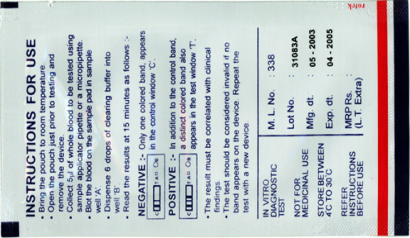 INSTRUCTIONS FOR USE
• Bring the pouch to room temperature.
• Open the pouch just prior to testing and
remove the device.
• Collect 5µl of whole blood to be tested using
sample applicator pipette or a micropipette.
• Blot the blood on the sample pad in sample
well 'A'.
• Dispense 6 drops of clearing buffer into
well 'B'
• Read the results at 15 minutes as follows :-
NEGATIVE :- Only one colored band, appears
in the control window 'C'.
POSITIVE :- In addition to the control band,
a distinct colored band also
appears in the test window 'T'.
• The result must be correlated with clinical
findings
• The test should be considered invalid if no
band appears on the device. Repeat the
test with a new device.
IN VITRO
DIAGNOSTIC
TEST
NOT FOR
MEDICINAL USE
STORE BETWEEN
4°C TO 30°C
REFER
INSTRUCTIONS
BEFORE USE
M. L. No. : 338
Lot No. : 31083A
Mfg. dt. : 05 - 2003
Exp. dt. : 04 - 2005
MRP Rs. :
(L.T. Extra)